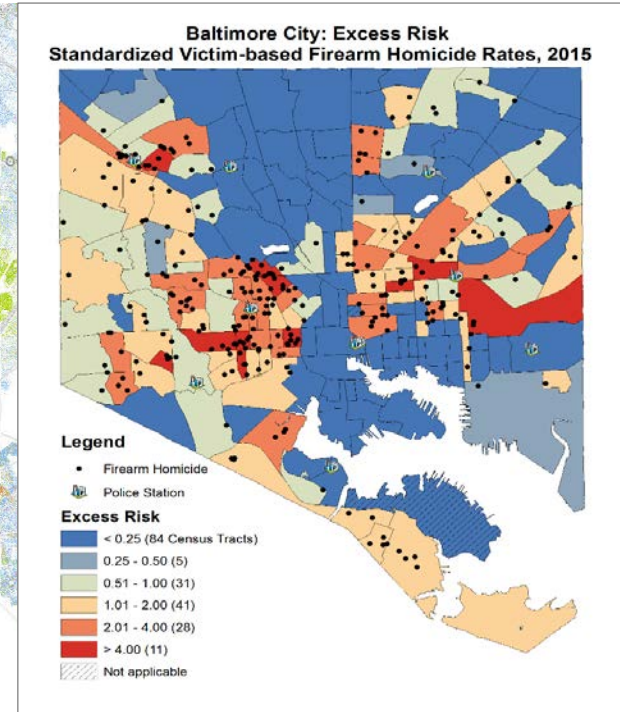 Baltimore City: Excess Risk
Standardized Victim-based Firearm Homicide Rates, 2015
Legend
Firearm Homicide
Police Station
Excess Risk
< 0.25 (84 Census Tracts)
0.25 - 0.50 (5)
0.51 - 1.00 (31)
1.01 - 2.00 (41)
2.01 - 4.00 (28)
> 4.00 (11)
Not applicable